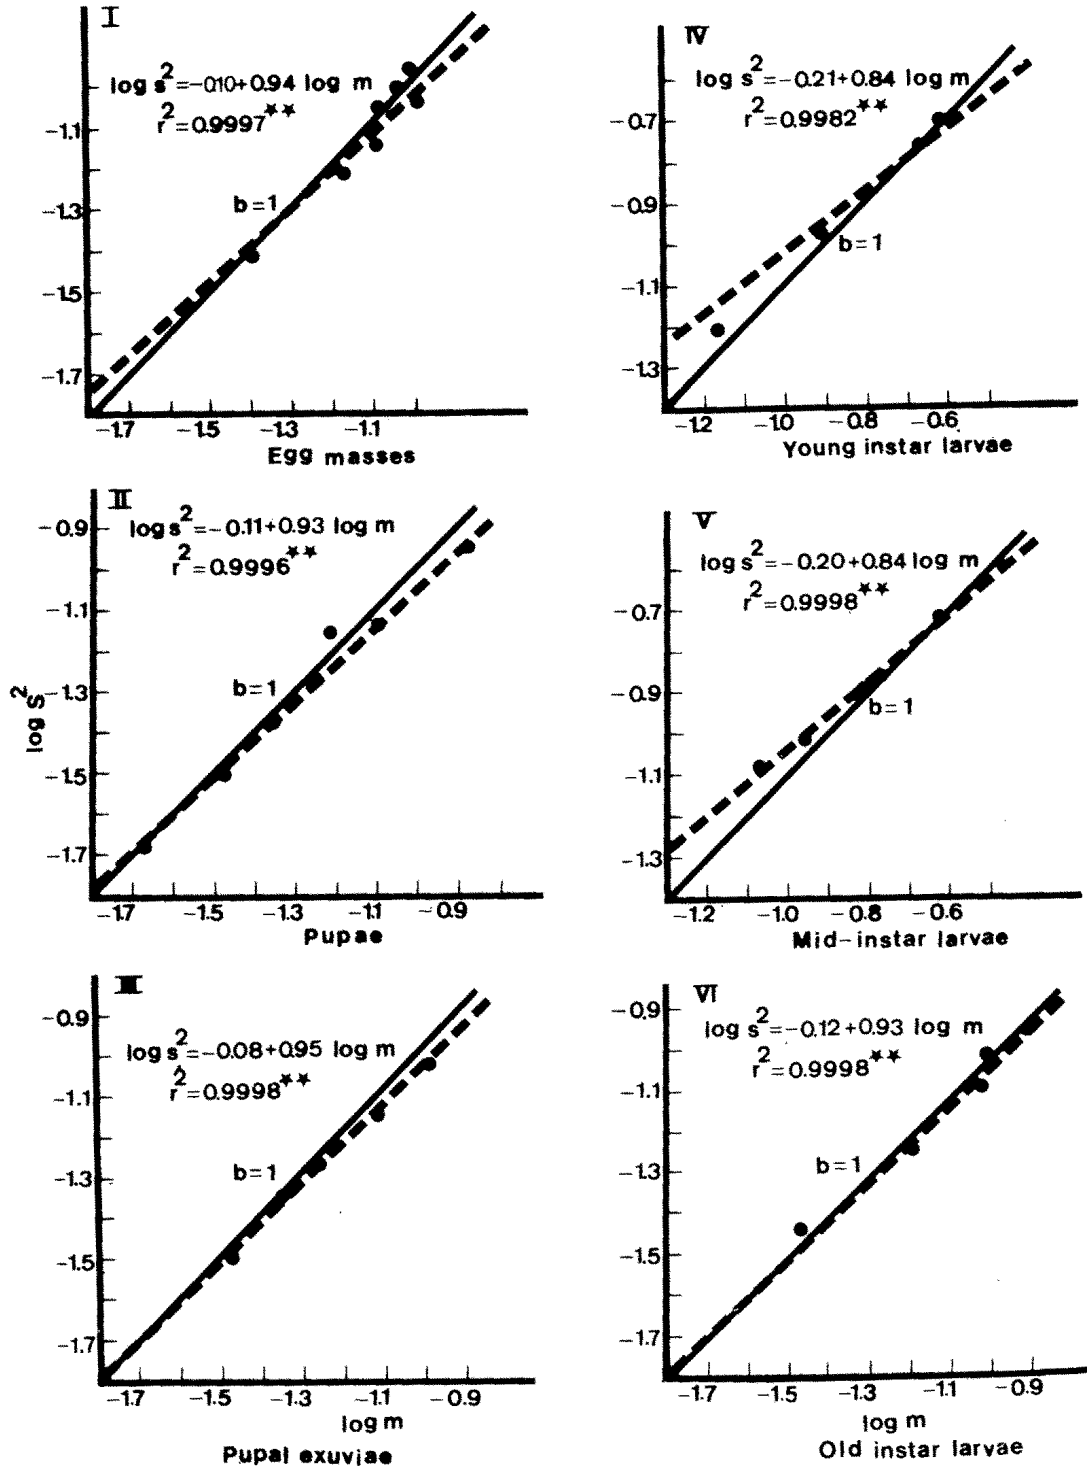 I
log s²=-010+0.94 log m
r²=0.9997**
b=1
-1.1
-1.3
-1.5
-1.7
-1.7 -1.5 -1.3 -1.1
Egg masses
II
log s²=-0.11+0.93 log m
r²=0.9996**
b=1
-0.9
-1.1
-1.3
-1.5
-1.7
log S²
-1.7 -1.5 -1.3 -1.1 -0.9
Pupae
III
log s²=-0.08+0.95 log m
r̂²=0.9998**
b=1
-0.9
-1.1
-1.3
-1.5
-1.7
-1.7 -1.5 -1.3 -1.1 -0.9
log m
Pupal exuviae
IV
log s²=-0.21+0.84 log m
r²=0.9982**
b=1
-0.7
-0.9
-1.1
-1.3
-1.2 -1.0 -0.8 -0.6
Young instar larvae
V
log s²=-0.20+0.84 log m
r²=0.9998**
b=1
-0.7
-0.9
-1.1
-1.3
-1.2 -1.0 -0.8 -0.6
Mid-instar larvae
VI
log s²=-0.12+0.93 log m
r²=0.9998**
b=1
-0.9
-1.1
-1.3
-1.5
-1.7
-1.7 -1.5 -1.3 -1.1 -0.9
log m
Old instar larvae